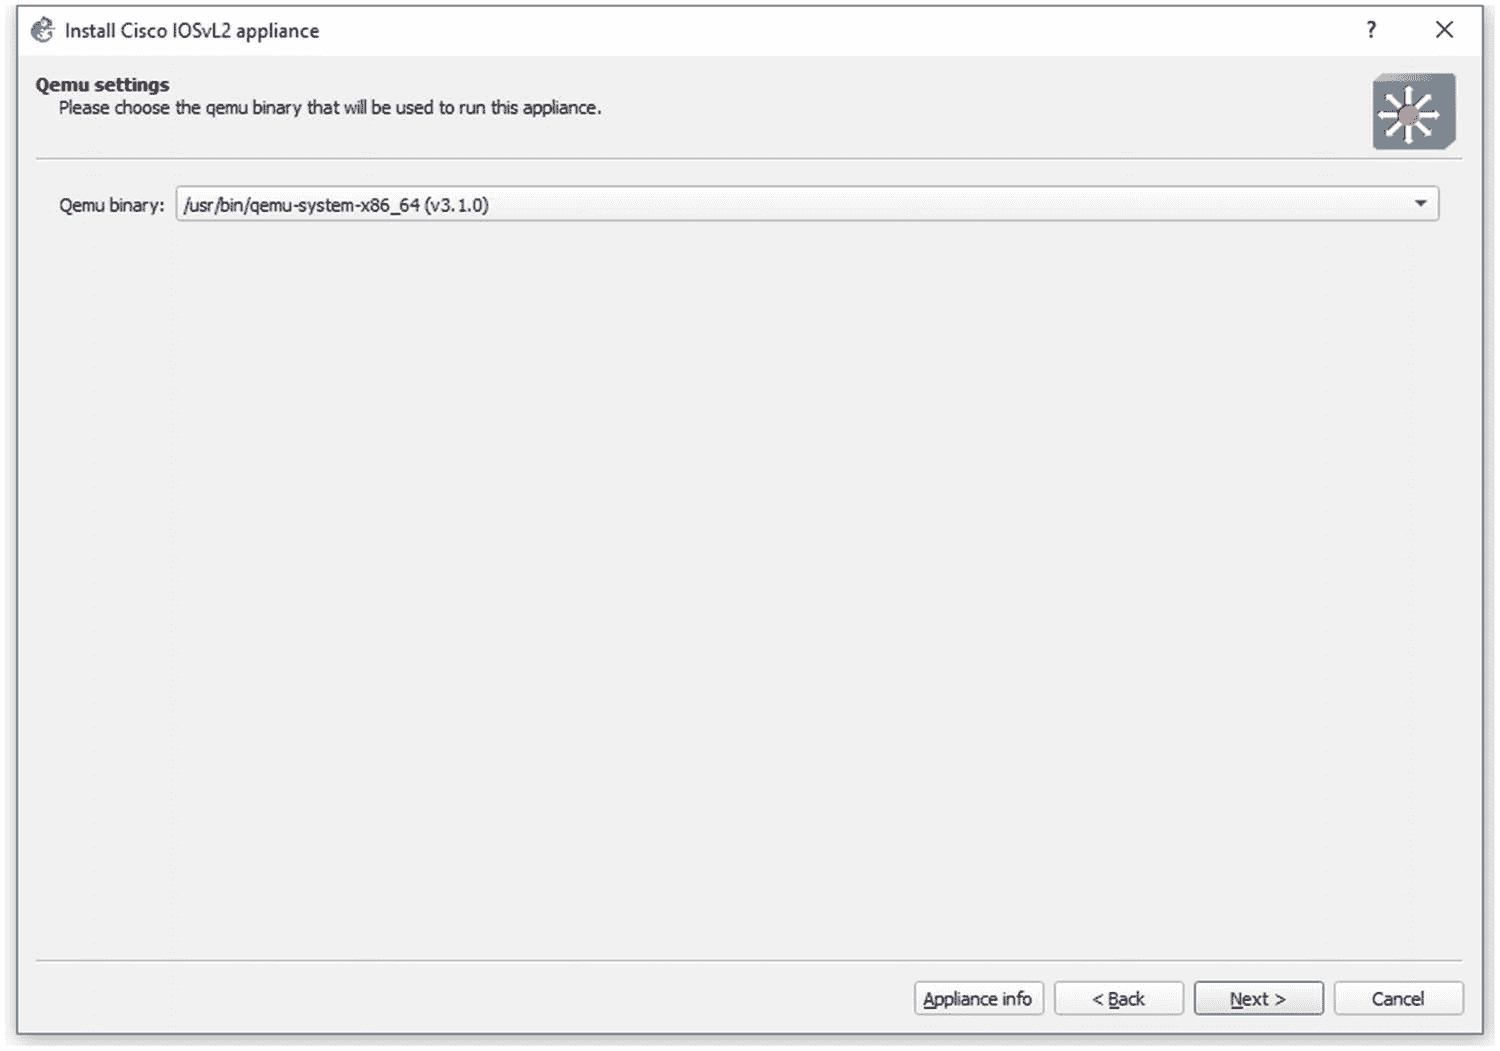 Install Cisco IOSvL2 appliance
?
Qemu settings
Please choose the qemu binary that will be used to run this appliance.
Qemu binary: /usr/bin/qemu-system-x86_64 (v3.1.0)
Appliance info < Back Next > Cancel